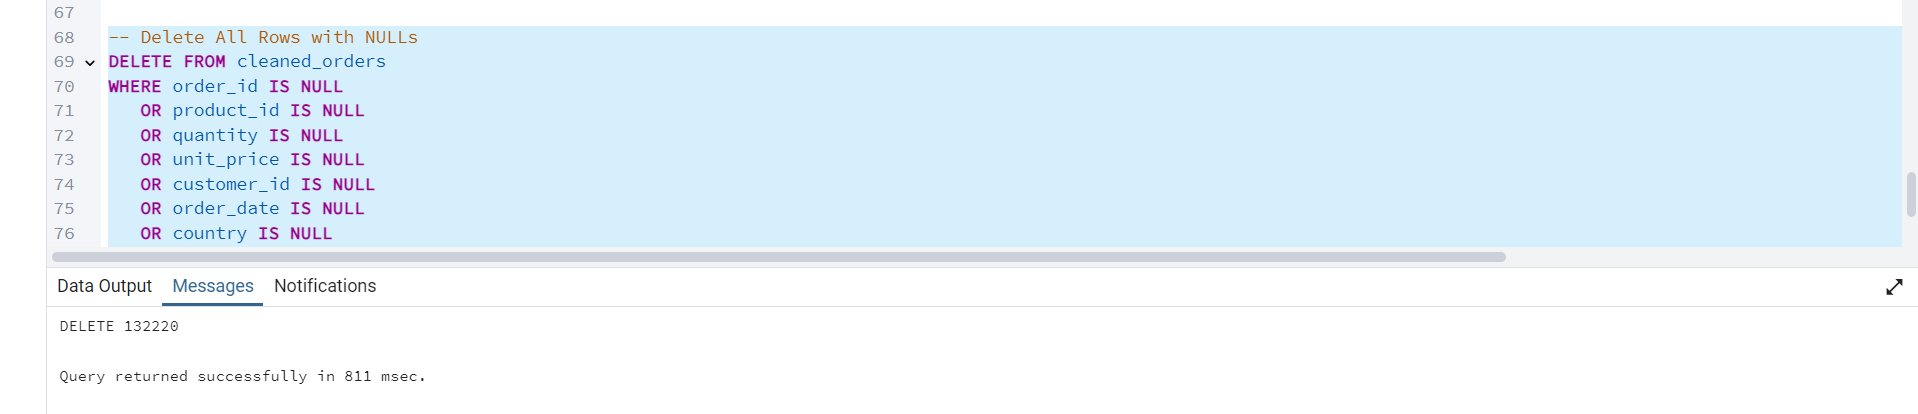 67
68 -- Delete All Rows with NULLs
69 DELETE FROM cleaned_orders
70 WHERE order_id IS NULL
71 OR product_id IS NULL
72 OR quantity IS NULL
73 OR unit_price IS NULL
74 OR customer_id IS NULL
75 OR order_date IS NULL
76 OR country IS NULL
Data Output Messages Notifications
DELETE 132220
Query returned successfully in 811 msec.